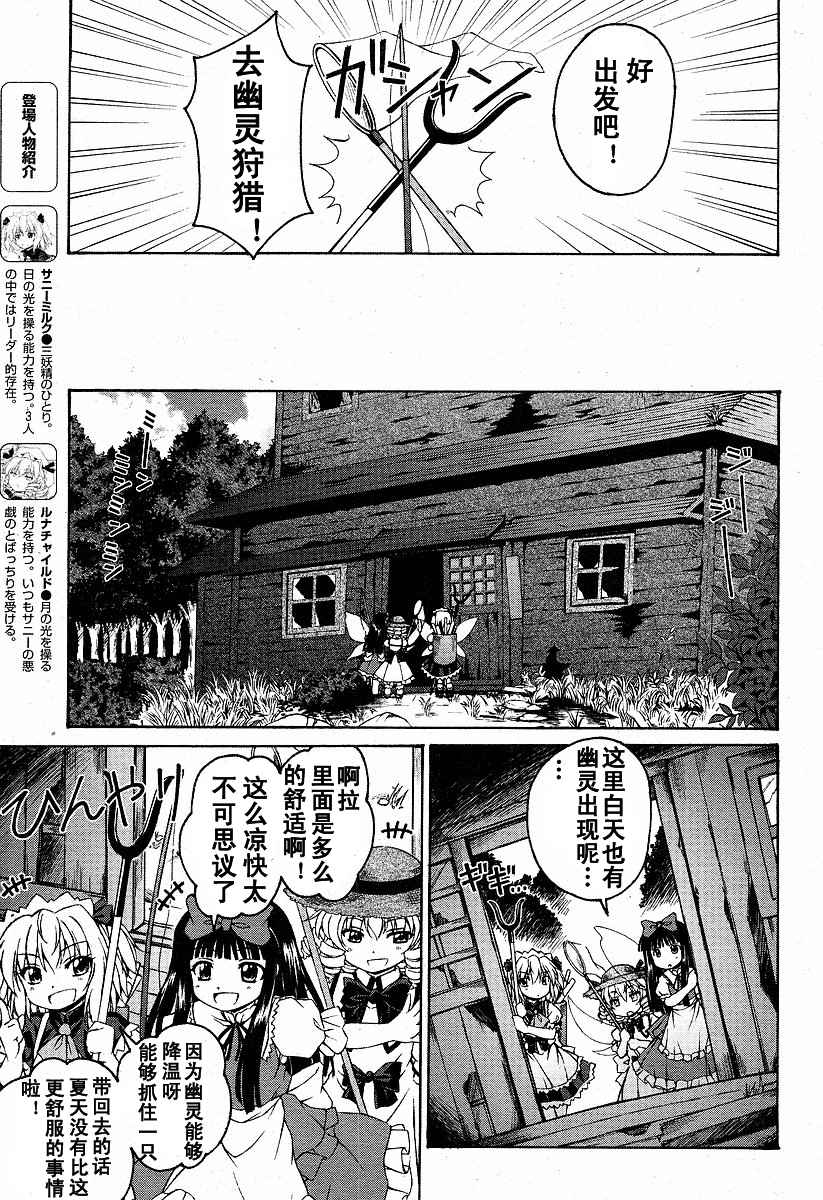 好
出发吧！
ガシャン
去幽灵狩猎！
登場人物紹介
サニーミルク●三妖精のひとり。
日の光を操る能力を持つ。3人
の中ではリーダー的存在。
ルナチャイルド●月の光を操る
能力を持つ。いつもサニーの悪
戯のとばっちりを受ける。
ジー
ジー
ミンミン
ミンミンミン
这里白天也有
幽灵出现呢…
…
ギギ…
啊拉
里面是多么
的舒适啊！
这么凉快太
不可思议了
ひんや
因为幽灵能够
降温呀
能够抓住一只
带回去的话
夏天没有比这
更舒服的事情
啦！